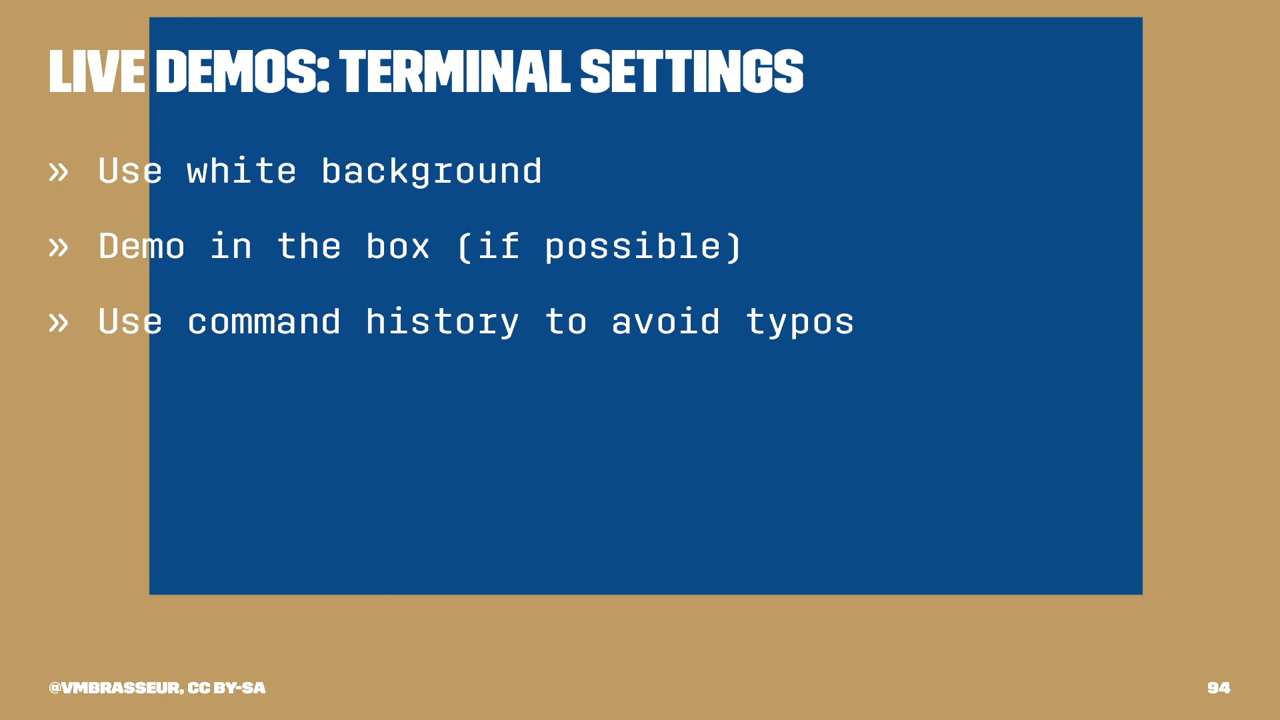 LIVE DEMOS: TERMINAL SETTINGS
» Use white background
» Demo in the box (if possible)
» Use command history to avoid typos
@VMBRASSEUR, CC BY-SA
94